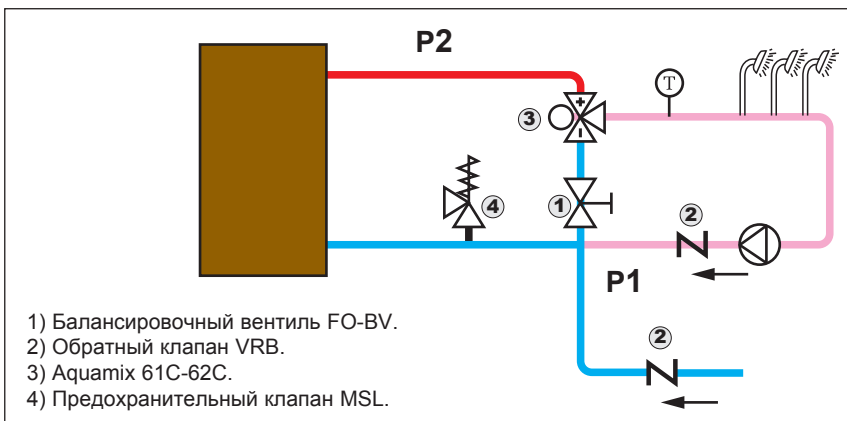 P2
T
3
4
1
2
P1
2
1) Балансировочный вентиль FO-BV.
2) Обратный клапан VRB.
3) Aquamix 61C-62C.
4) Предохранительный клапан MSL.